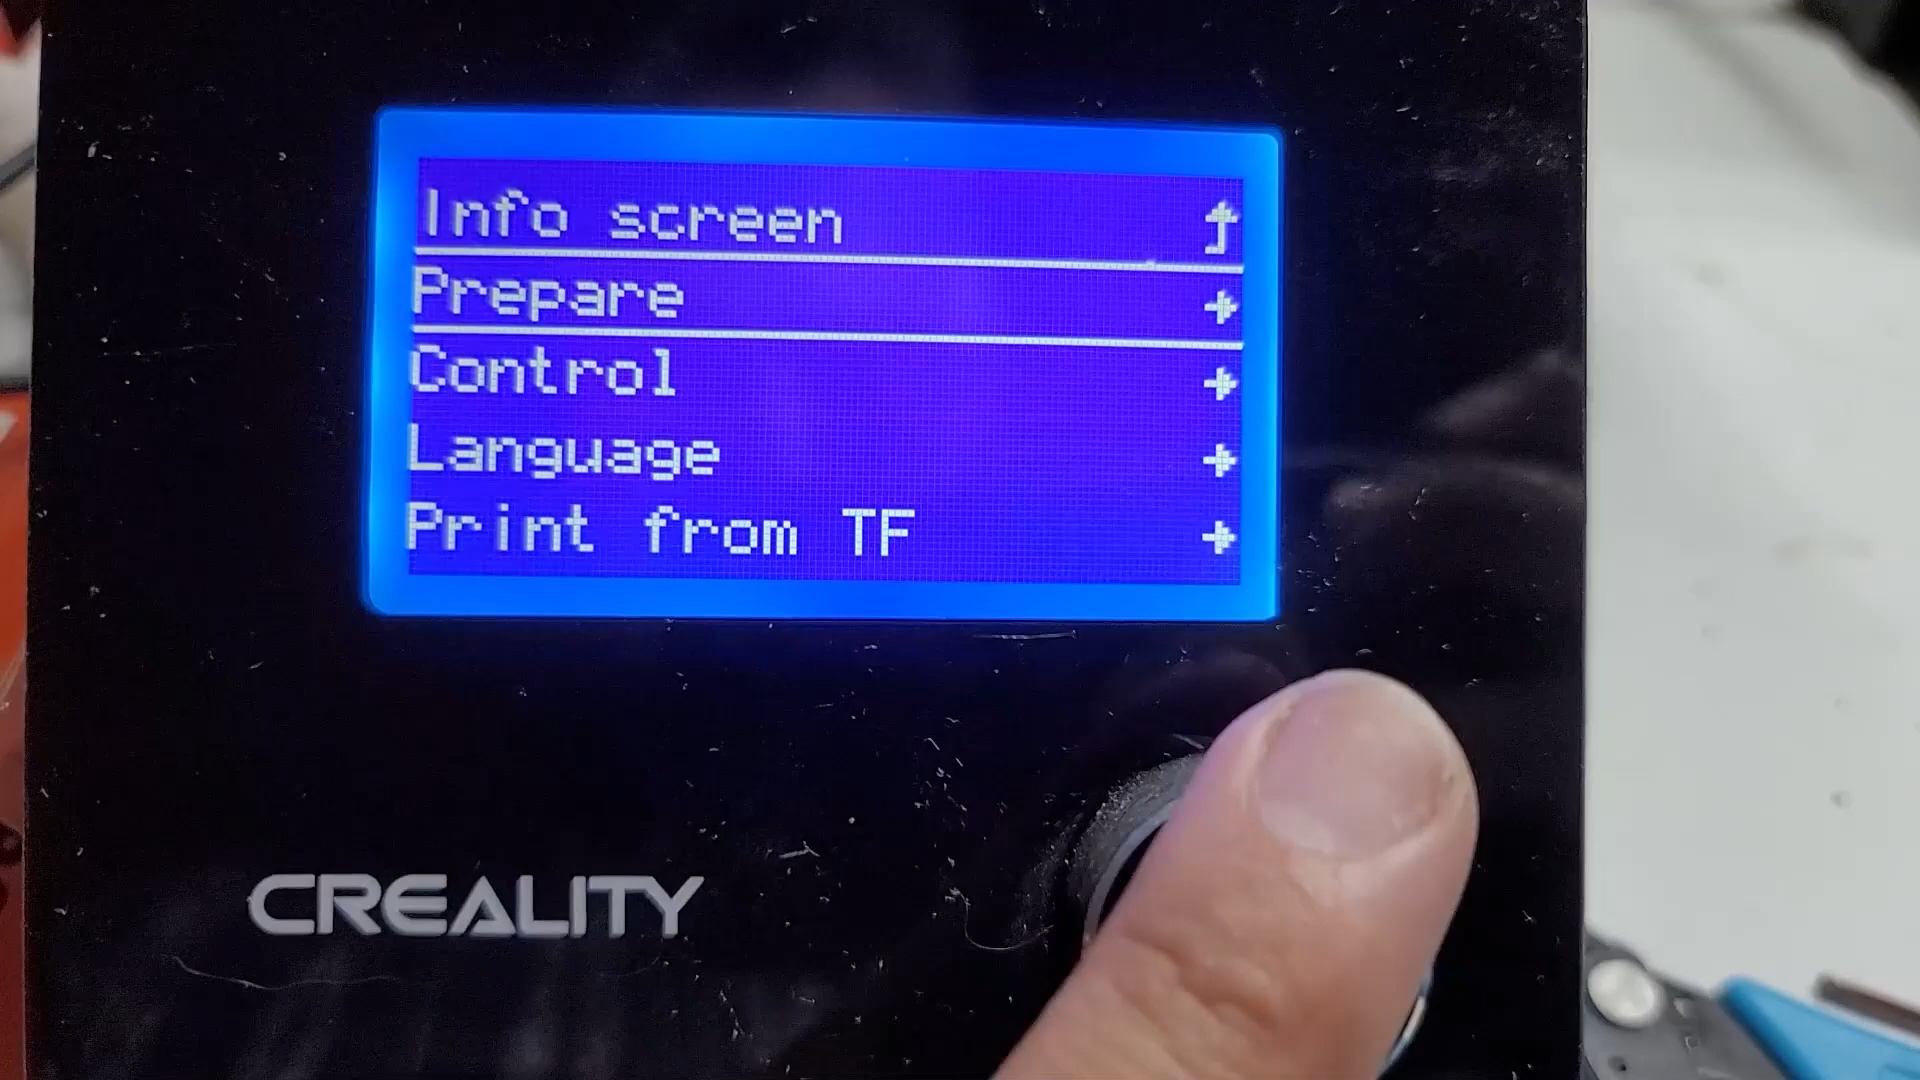 Info screen
Prepare
Control
Language
Print from TF
CREALITY